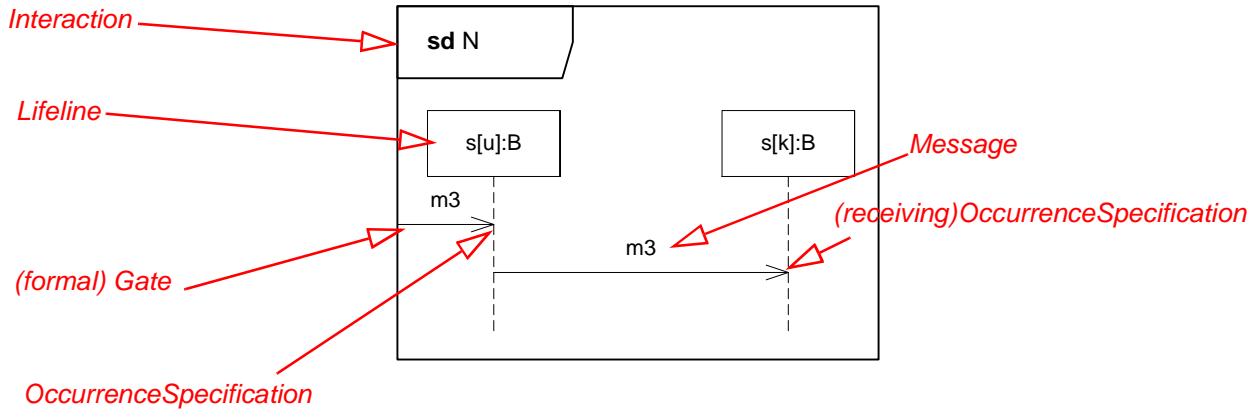 Interaction
sd N
Lifeline
s[u]:B
s[k]:B
Message
m3
(receiving)OccurrenceSpecification
m3
(formal) Gate
OccurrenceSpecification